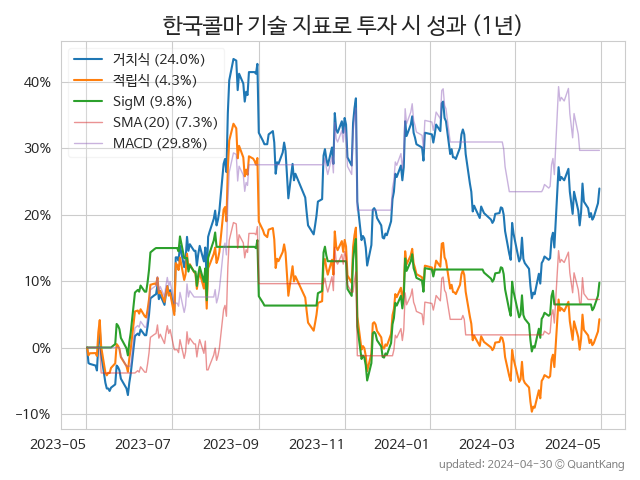 한국콜마 기술 지표로 투자 시 성과 (1년)
거치식 (24.0%)
적립식 (4.3%)
SigM (9.8%)
SMA(20) (7.3%)
MACD (29.8%)
40%
30%
20%
10%
0%
−10%
2023-05 2023-07 2023-09 2023-11 2024-01 2024-03 2024-05
updated: 2024-04-30 © QuantKang